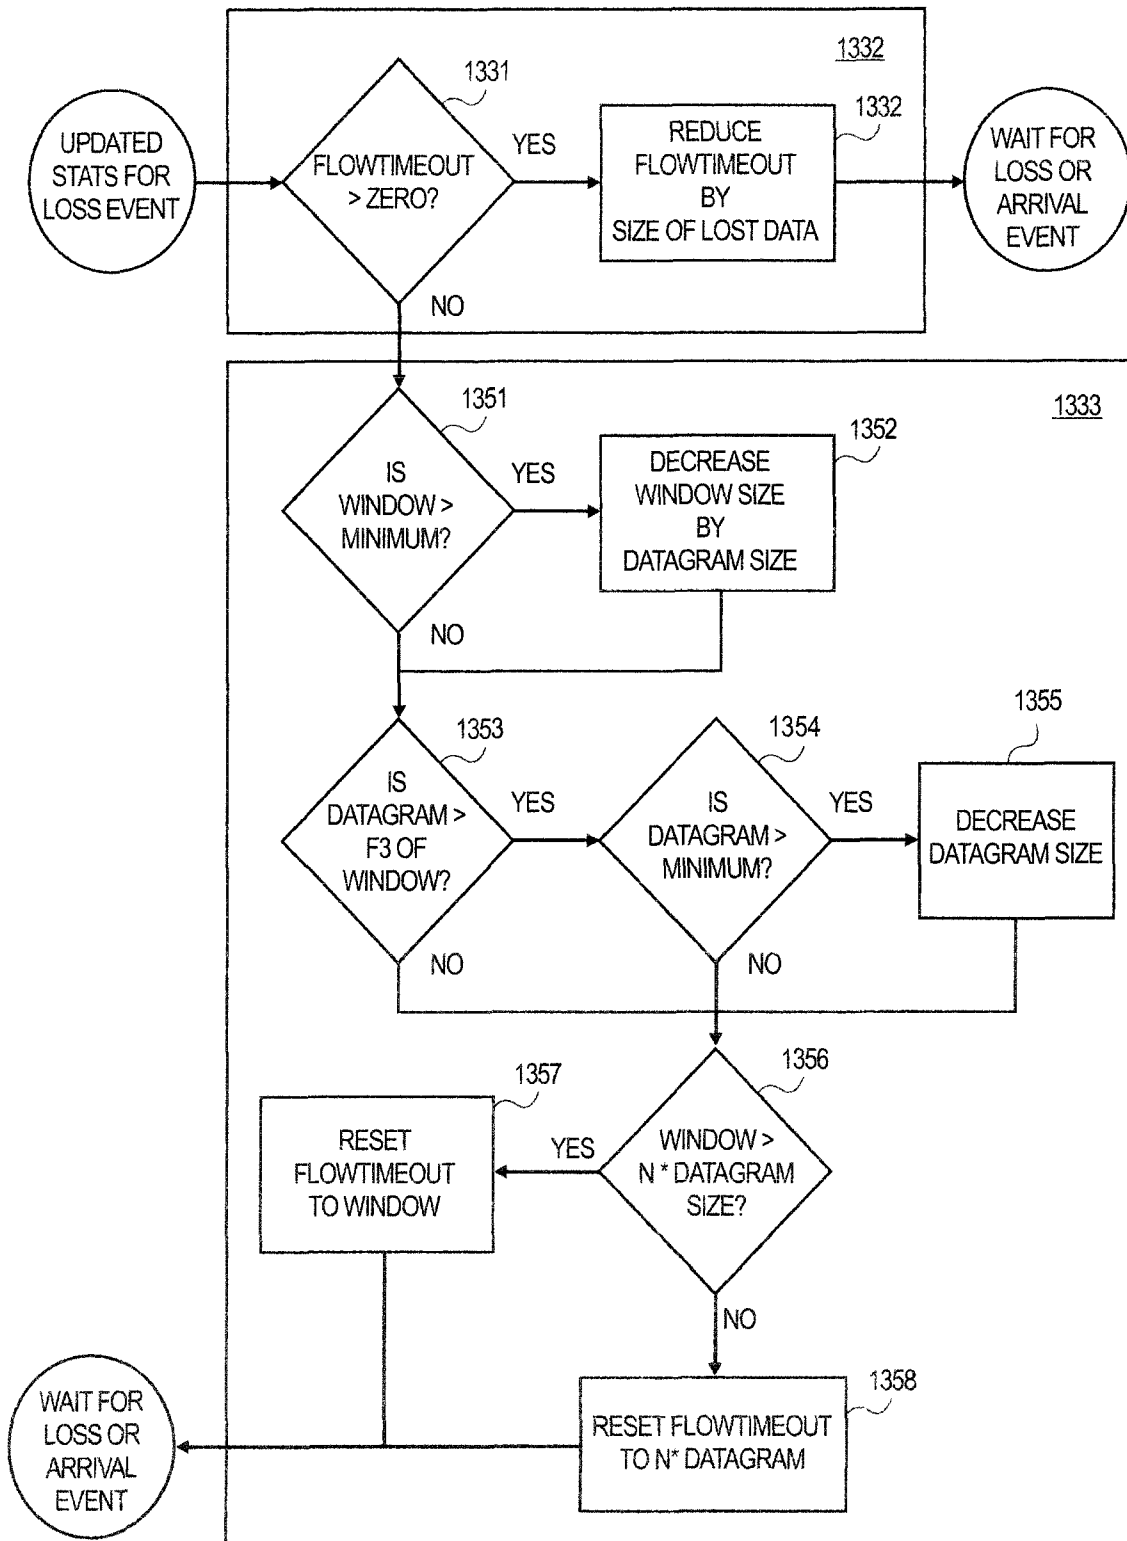 1332
1331
1332
UPDATED
STATS FOR
LOSS EVENT
FLOWTIMEOUT
> ZERO?
YES
REDUCE
FLOWTIMEOUT
BY
SIZE OF LOST DATA
WAIT FOR
LOSS OR
ARRIVAL
EVENT
NO
1333
1351
1352
IS
WINDOW >
MINIMUM?
YES
DECREASE
WINDOW SIZE
BY
DATAGRAM SIZE
NO
1353
1354
1355
IS
DATAGRAM >
F3 OF
WINDOW?
YES
IS
DATAGRAM >
MINIMUM?
YES
DECREASE
DATAGRAM SIZE
NO
NO
1356
1357
WINDOW >
N * DATAGRAM
SIZE?
YES
RESET
FLOWTIMEOUT
TO WINDOW
NO
1358
RESET FLOWTIMEOUT
TO N* DATAGRAM
WAIT FOR
LOSS OR
ARRIVAL
EVENT